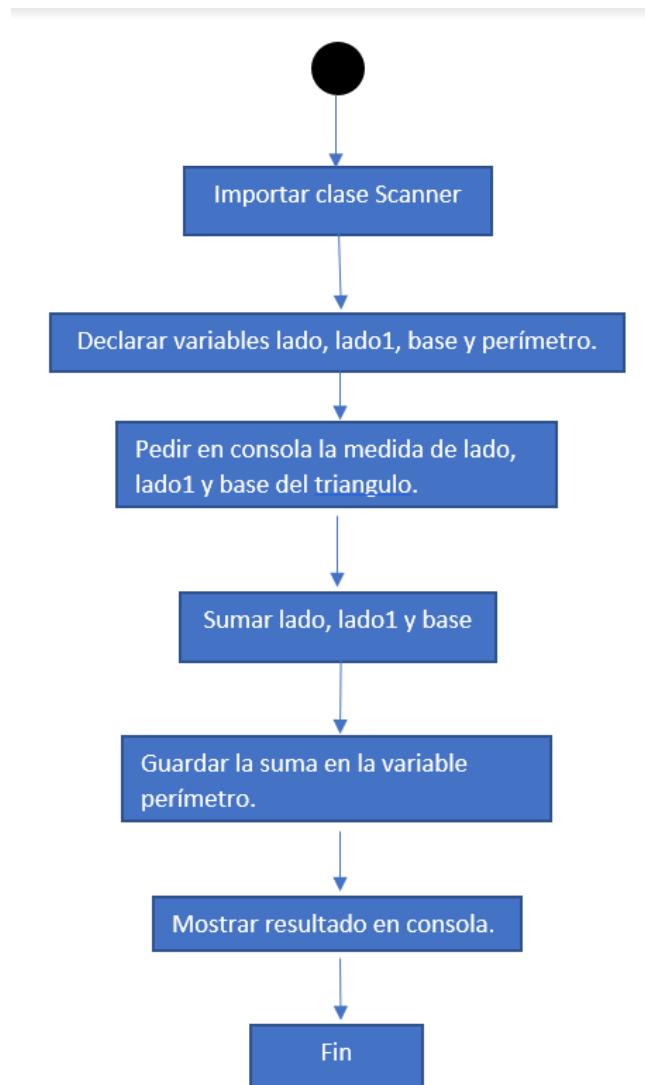 Importar clase Scanner
Declarar variables lado, lado1, base y perímetro.
Pedir en consola la medida de lado,
lado1 y base del triangulo.
Sumar lado, lado1 y base
Guardar la suma en la variable
perímetro.
Mostrar resultado en consola.
Fin